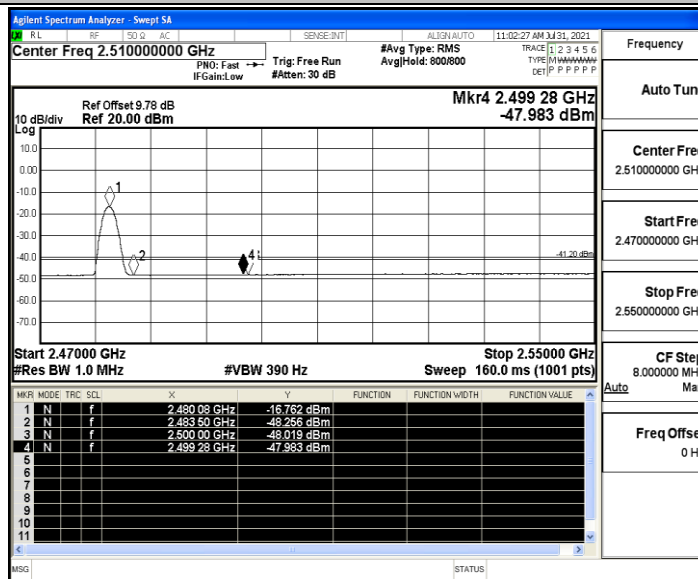 Agilent Spectrum Analyzer - Swept SA
RL RF 50 Ω AC SENSE:INT ALIGN AUTO 11:02:27 AM Jul 31, 2021
Center Freq 2.510000000 GHz #Avg Type: RMS TRACE 1 2 3 4 5 6
PNO: Fast Trig: Free Run Avg|Hold: 800/800 TYPE M WWWWW
IFGain:Low #Atten: 30 dB DET P P P P P P
Ref Offset 9.78 dB Mkr4 2.499 28 GHz
10 dB/div Ref 20.00 dBm -47.983 dBm
Log
10.0
0.00
-10.0
1
-20.0
-30.0
-40.0
2 4 -41.20 dBm
-50.0
-60.0
-70.0
Start 2.47000 GHz Stop 2.55000 GHz
#Res BW 1.0 MHz #VBW 390 Hz Sweep 160.0 ms (1001 pts)
MKR MODE TRC SCL X Y FUNCTION FUNCTION WIDTH FUNCTION VALUE
1 N f 2.480 08 GHz -16.762 dBm
2 N f 2.483 50 GHz -48.256 dBm
3 N f 2.500 00 GHz -48.019 dBm
4 N f 2.499 28 GHz -47.983 dBm
5
6
7
8
9
10
11
MSG STATUS
Frequency
Auto Tun
Center Fre
2.510000000 GH
Start Fre
2.470000000 GH
Stop Fre
2.550000000 GH
CF Step
8.000000 MH
Auto Ma
Freq Offse
0 H